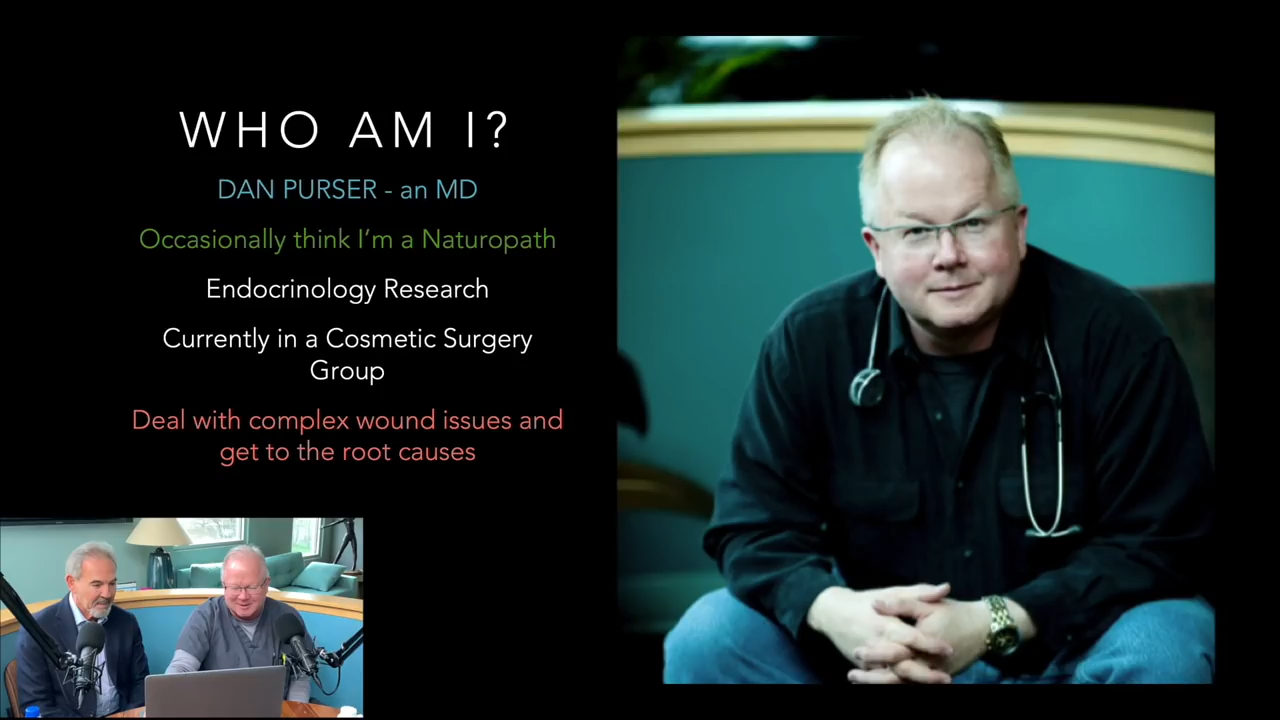 WHO AM I?
DAN PURSER - an MD
Occasionally think I’m a Naturopath
Endocrinology Research
Currently in a Cosmetic Surgery
Group
Deal with complex wound issues and
get to the root causes